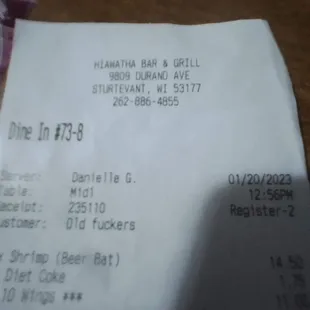 HIAWATHA BAR & GRILL
9809 DURAND AVE
STURTEVANT, WI 53177
262-886-4855
Dine In #73-8
Server: Danielle G. 01/20/2023
Table: Mid1 12:56PM
Receipt: 235110 Register-2
Customer: Old fuckers
x Shrimp (Beer Bat) 14.50
Diet Coke
10 Wings ***